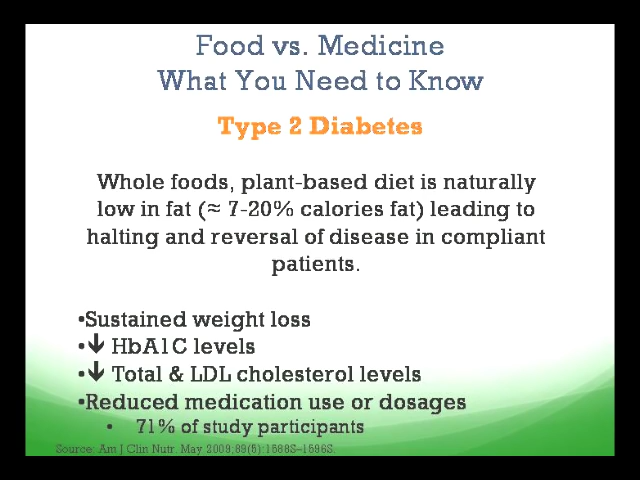 Food vs. Medicine
What You Need to Know
Type 2 Diabetes
Whole foods, plant-based diet is naturally
low in fat (≈ 7-20% calories fat) leading to
halting and reversal of disease in compliant
patients.
•Sustained weight loss
•↓ HbA1C levels
•↓ Total & LDL cholesterol levels
•Reduced medication use or dosages
• 71% of study participants
Source: Am J Clin Nutr. May 2009;89(5):1588S–1596S.